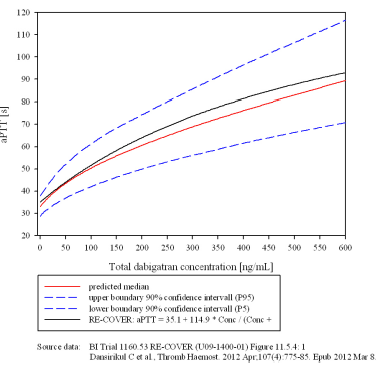 120
110
100
90
80
70
60
50
40
30
20
aPTT [s]
0 50 100 150 200 250 300 350 400 450 500 550 600
Total dabigatran concentration [ng/mL]
predicted median
upper boundary 90% confidence intervall (P95)
lower boundary 90% confidence intervall (P5)
RE-COVER: aPTT = 35.1 + 114.9 * Conc / (Conc +
Source data: BI Trial 1160.53 RE-COVER (U09-1400-01) Figure 11.5.4: 1
Dansirikul C et al., Thromb Haemost. 2012 Apr;107(4):775-85. Epub 2012 Mar 8.